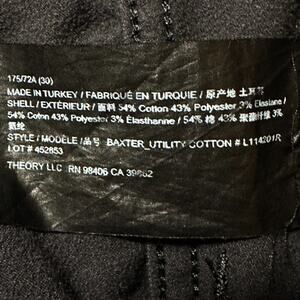 175/72A (30)
MADE IN TURKEY / FABRIQUÉ EN TURQUIE / 原产地 土耳其
SHELL / EXTÉRIEUR / 面料 54% Cotton 43% Polyester 3% Elastane /
54% Coton 43% Polyester 3% Élasthanne / 54% 棉 43% 聚酯纤维 3%
氨纶
STYLE / MODÈLE /品号 BAXTER_UTILITY COTTON # L114201R
LOT # 452653
THEORY LLC RN 98406 CA 39652